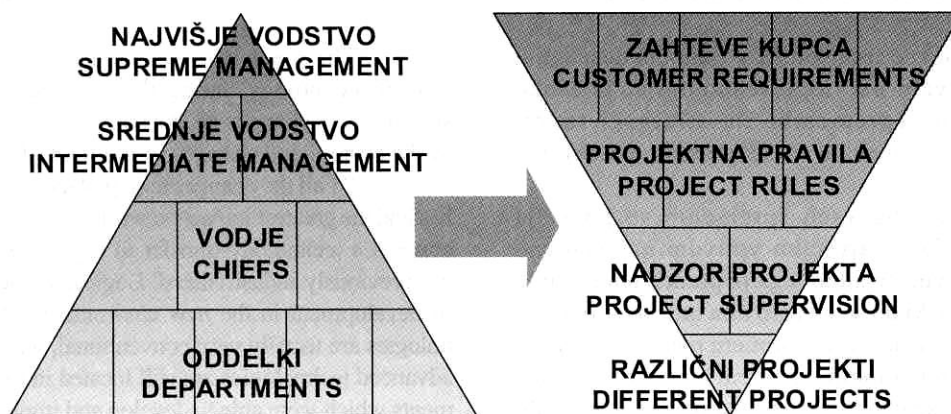 NAJVIŠJE VODSTVO
SUPREME MANAGEMENT
SREDNJE VODSTVO
INTERMEDIATE MANAGEMENT
VODJE
CHIEFS
ODDELKI
DEPARTMENTS
ZAHTEVE KUPCA
CUSTOMER REQUIREMENTS
PROJEKTNA PRAVILA
PROJECT RULES
NADZOR PROJEKTA
PROJECT SUPERVISION
RAZLIČNI PROJEKTI
DIFFERENT PROJECTS